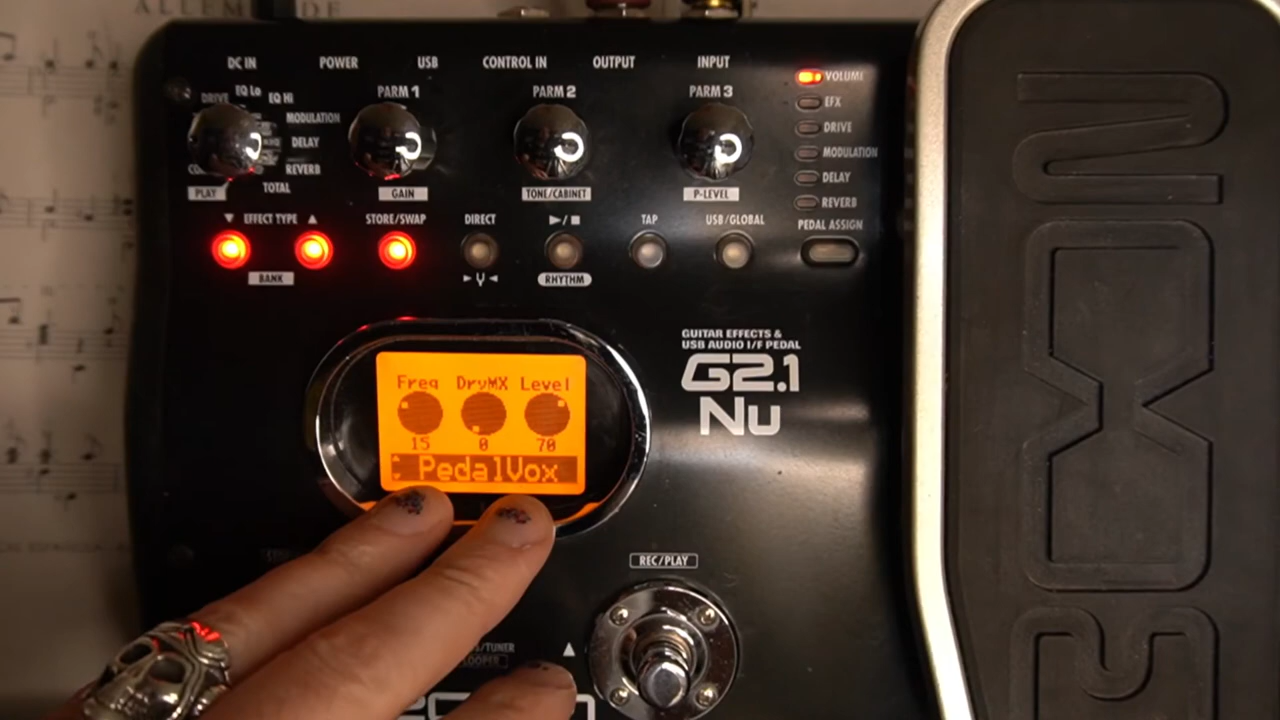 ALLEMANDE
DC IN POWER USB CONTROL IN OUTPUT INPUT
DRIVE EQ Lo EQ Hi
MODULATION
DELAY
REVERB
TOTAL
PLAY
PARM 1 PARM 2 PARM 3
GAIN TONE/CABINET P-LEVEL
VOLUME
EFX
DRIVE
MODULATION
DELAY
REVERB
PEDAL ASSIGN
▼ EFFECT TYPE ▲ STORE/SWAP DIRECT ►/■ TAP USB/GLOBAL
BANK RHYTHM
GUITAR EFFECTS &
USB AUDIO I/F PEDAL
G2.1
Nu
Freq DryMX Level
15 0 70
PedalVox
REC/PLAY
/TUNER
LOOPER
ZOOM